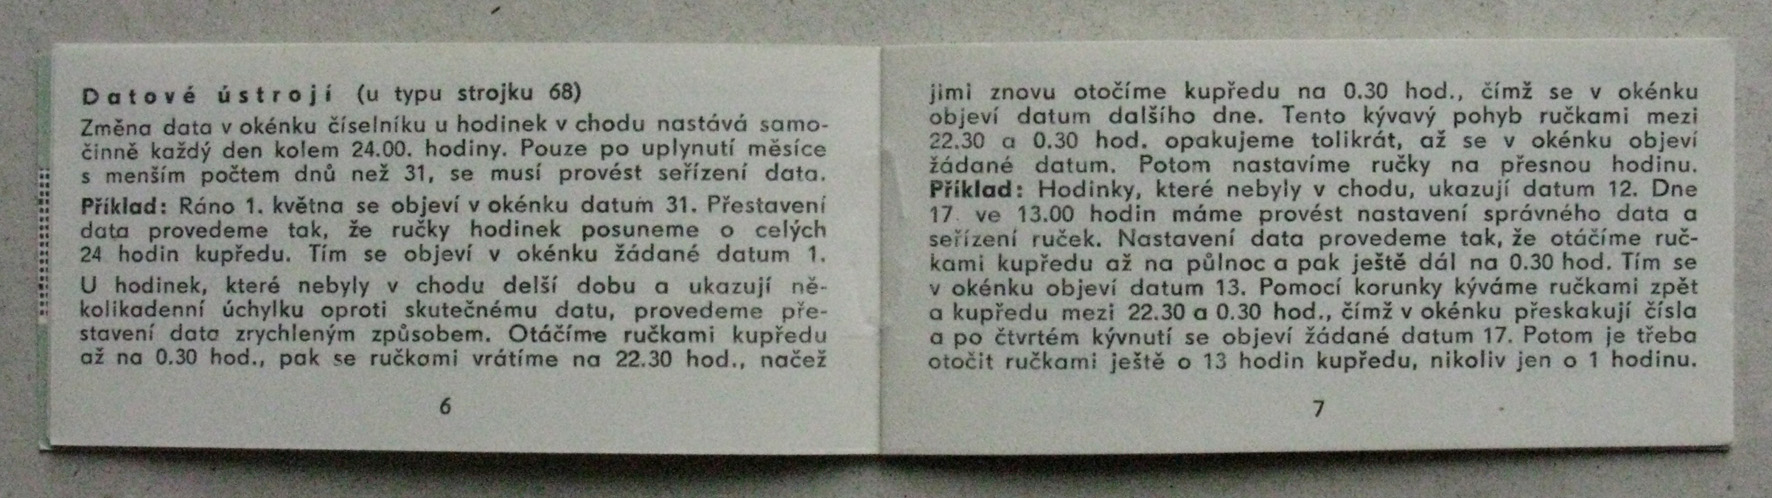 Datové ústrojí (u typu strojku 68)
Změna data v okénku číselníku u hodinek v chodu nastává samo-
činně každý den kolem 24.00. hodiny. Pouze po uplynutí měsíce
s menším počtem dnů než 31, se musí provést seřízení data.
Příklad: Ráno 1. května se objeví v okénku datum 31. Přestavení
data provedeme tak, že ručky hodinek posuneme o celých
24 hodin kupředu. Tím se objeví v okénku žádané datum 1.
U hodinek, které nebyly v chodu delší dobu a ukazují ně-
kolikadenní úchylku oproti skutečnému datu, provedeme pře-
stavení data zrychleným způsobem. Otáčíme ručkami kupředu
až na 0.30 hod., pak se ručkami vrátíme na 22.30 hod., načež
6
jimi znovu otočíme kupředu na 0.30 hod., čímž se v okénku
objeví datum dalšího dne. Tento kývavý pohyb ručkami mezi
22.30 a 0.30 hod. opakujeme tolikrát, až se v okénku objeví
žádané datum. Potom nastavíme ručky na přesnou hodinu.
Příklad: Hodinky, které nebyly v chodu, ukazují datum 12. Dne
17. ve 13.00 hodin máme provést nastavení správného data a
seřízení ruček. Nastavení data provedeme tak, že otáčíme ruč-
kami kupředu až na půlnoc a pak ještě dál na 0.30 hod. Tím se
v okénku objeví datum 13. Pomocí korunky kýváme ručkami zpět
a kupředu mezi 22.30 a 0.30 hod., čímž v okénku přeskakují čísla
a po čtvrtém kývnutí se objeví žádané datum 17. Potom je třeba
otočit ručkami ještě o 13 hodin kupředu, nikoliv jen o 1 hodinu.
7